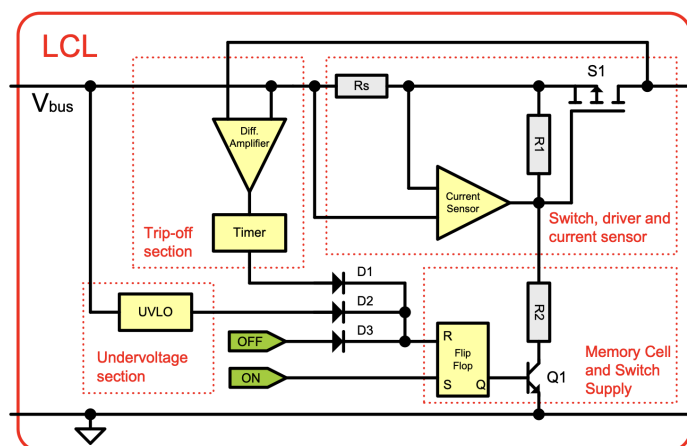 LCL
S1
Rs
Vbus
Diff.
Amplifier
R1
Current
Sensor
Timer
Trip-off
section
Switch, driver and
current sensor
D1
UVLO
D2
R2
D3
OFF
R
Undervoltage
section
Flip
Flop
Memory Cell
and Switch
Supply
ON
S
Q
Q1